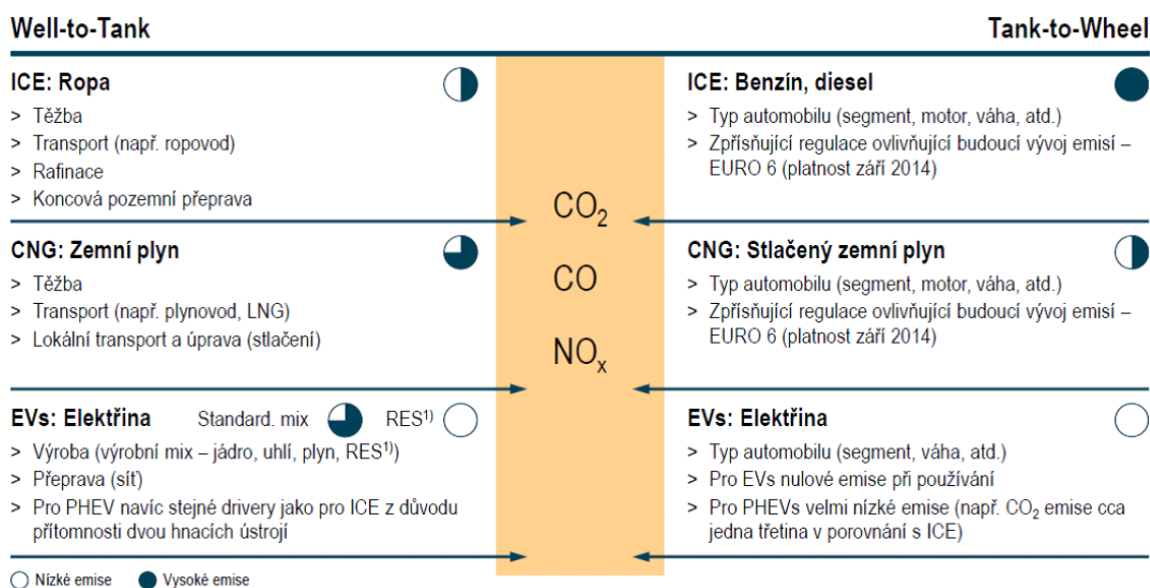 Well-to-Tank
Tank-to-Wheel
ICE: Ropa
> Těžba
> Transport (např. ropovod)
> Rafinace
> Koncová pozemní přeprava
ICE: Benzín, diesel
> Typ automobilu (segment, motor, váha, atd.)
> Zpřísňující regulace ovlivňující budoucí vývoj emisí –
EURO 6 (platnost září 2014)
CO2
CO
NOx
CNG: Zemní plyn
> Těžba
> Transport (např. plynovod, LNG)
> Lokální transport a úprava (stlačení)
CNG: Stlačený zemní plyn
> Typ automobilu (segment, motor, váha, atd.)
> Zpřísňující regulace ovlivňující budoucí vývoj emisí –
EURO 6 (platnost září 2014)
EVs: Elektřina Standard. mix RES1)
> Výroba (výrobní mix – jádro, uhlí, plyn, RES1))
> Přeprava (síť)
> Pro PHEV navíc stejné drivery jako pro ICE z důvodu
přítomnosti dvou hnacích ústrojí
EVs: Elektřina
> Typ automobilu (segment, váha, atd.)
> Pro EVs nulové emise při používání
> Pro PHEVs velmi nízké emise (např. CO2 emise cca
jedna třetina v porovnání s ICE)
Nízké emise Vysoké emise